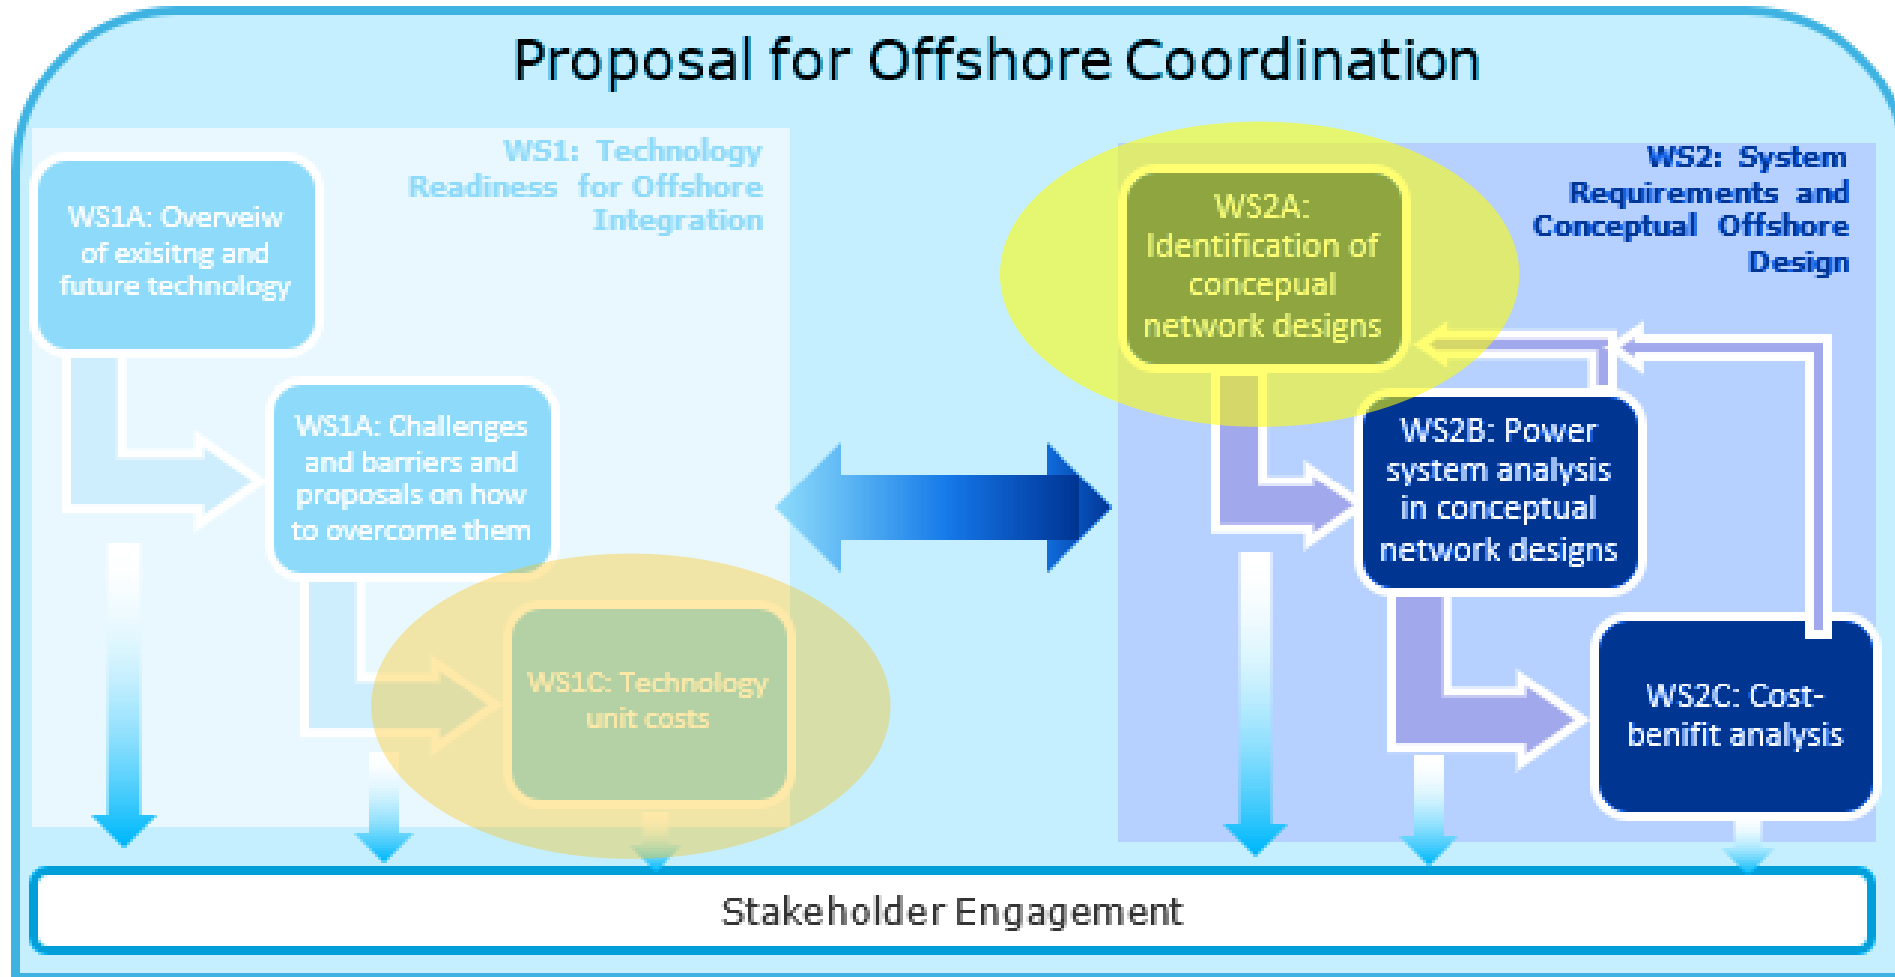 Proposal for Offshore Coordination
WS1: Technology
Readiness for Offshore
Integration
WS1A: Overveiw
of exisitng and
future technology
WS1A: Challenges
and barriers and
proposals on how
to overcome them
WS1C: Technology
unit costs
WS2: System
Requirements and
Conceptual Offshore
Design
WS2A:
Identification of
concepual
network designs
WS2B: Power
system analysis
in conceptual
network designs
WS2C: Cost-
benifit analysis
Stakeholder Engagement